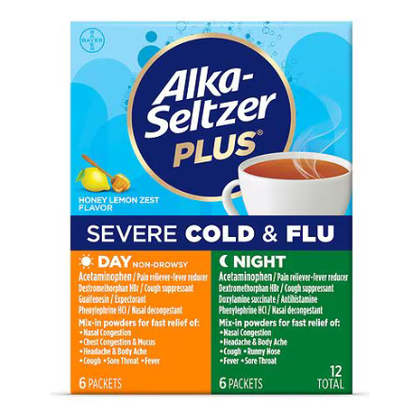 BAYER
Alka-
Seltzer
PLUS®
HONEY LEMON ZEST
FLAVOR
SEVERE COLD & FLU
DAY NON-DROWSY
Acetaminophen / Pain reliever-fever reducer
Dextromethorphan HBr / Cough suppressant
Guaifenesin / Expectorant
Phenylephrine HCl / Nasal decongestant
Mix-in powders for fast relief of:
• Nasal Congestion
• Chest Congestion & Mucus
• Headache & Body Ache
• Cough • Sore Throat • Fever
6 PACKETS
NIGHT
Acetaminophen / Pain reliever-fever reducer
Dextromethorphan HBr / Cough suppressant
Doxylamine succinate / Antihistamine
Phenylephrine HCl / Nasal decongestant
Mix-in powders for fast relief of:
• Nasal Congestion
• Headache & Body Ache
• Cough • Runny Nose
• Fever • Sore Throat
6 PACKETS
12
TOTAL